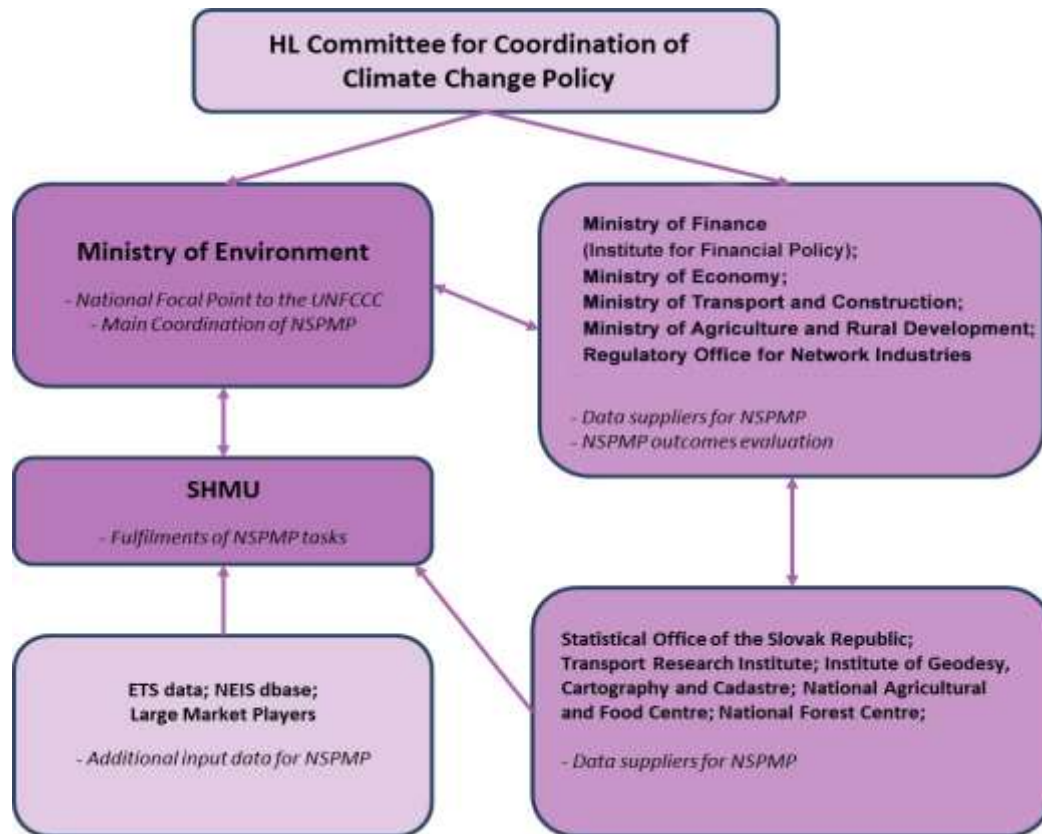 HL Committee for Coordination of
Climate Change Policy
Ministry of Environment
- National Focal Point to the UNFCCC
- Main Coordination of NSPMP
Ministry of Finance
(Institute for Financial Policy);
Ministry of Economy;
Ministry of Transport and Construction;
Ministry of Agriculture and Rural Development;
Regulatory Office for Network Industries
- Data suppliers for NSPMP
- NSPMP outcomes evaluation
SHMU
- Fulfilments of NSPMP tasks
ETS data; NEIS dbase;
Large Market Players
- Additional input data for NSPMP
Statistical Office of the Slovak Republic;
Transport Research Institute; Institute of Geodesy,
Cartography and Cadastre; National Agricultural
and Food Centre; National Forest Centre;
- Data suppliers for NSPMP